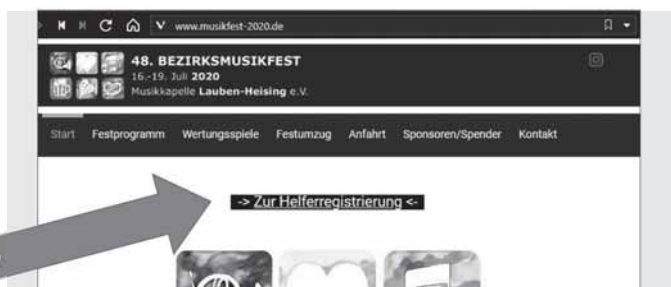 www.musikfest-2020.de
48. BEZIRKSMUSIKFEST
16.-19. Juli 2020
Musikkapelle Lauben-Heising e.V.
Start Festprogramm Wertungsspiele Festumzug Anfahrt Sponsoren/Spender Kontakt
-> Zur Helferregistrierung <-